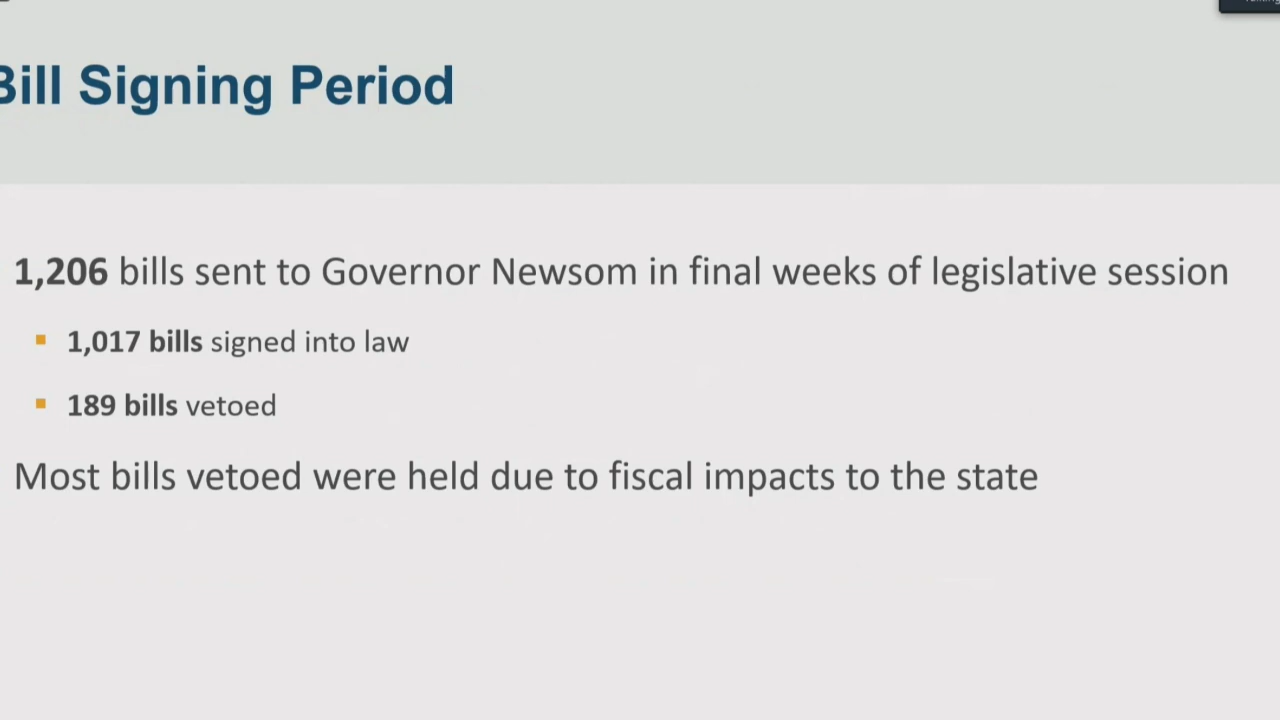 Bill Signing Period
1,206 bills sent to Governor Newsom in final weeks of legislative session
▪ 1,017 bills signed into law
▪ 189 bills vetoed
Most bills vetoed were held due to fiscal impacts to the state